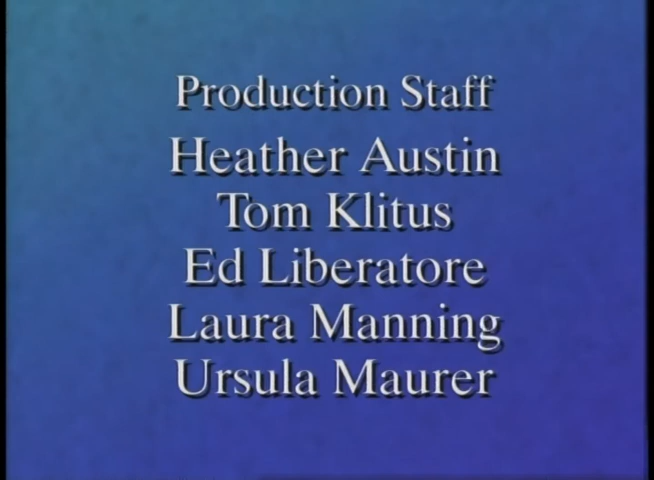 Production Staff
Heather Austin
Tom Klitus
Ed Liberatore
Laura Manning
Ursula Maurer